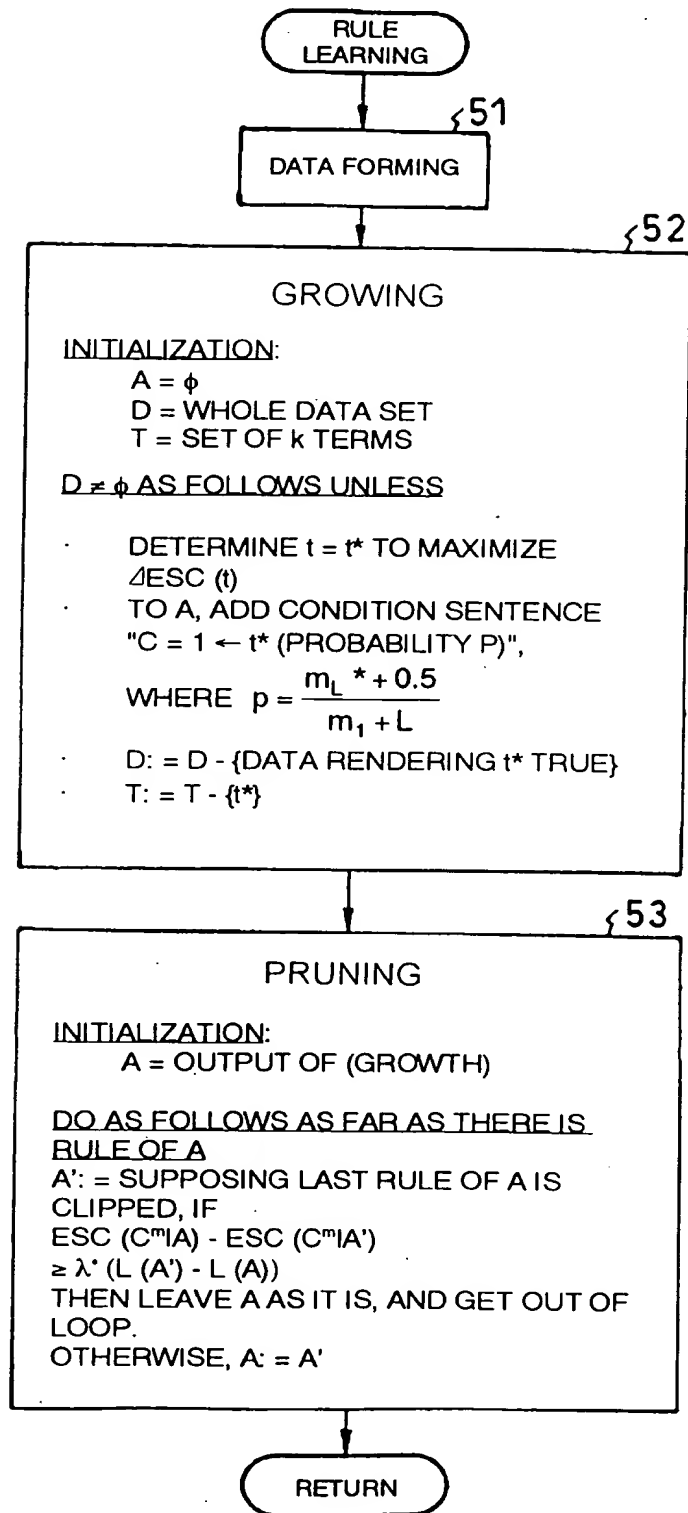 RULE
LEARNING
51
DATA FORMING
52
GROWING
INITIALIZATION:
A = ϕ
D = WHOLE DATA SET
T = SET OF k TERMS
D ≠ ϕ AS FOLLOWS UNLESS
· DETERMINE t = t* TO MAXIMIZE
ΔESC (t)
· TO A, ADD CONDITION SENTENCE
"C = 1 ← t* (PROBABILITY P)",
WHERE p = (m_L * + 0.5) / (m_1 + L)
· D: = D - {DATA RENDERING t* TRUE}
· T: = T - {t*}
53
PRUNING
INITIALIZATION:
A = OUTPUT OF (GROWTH)
DO AS FOLLOWS AS FAR AS THERE IS
RULE OF A
A': = SUPPOSING LAST RULE OF A IS
CLIPPED, IF
ESC (C^m|A) - ESC (C^m|A')
≥ λ' (L (A') - L (A))
THEN LEAVE A AS IT IS, AND GET OUT OF
LOOP.
OTHERWISE, A: = A'
RETURN